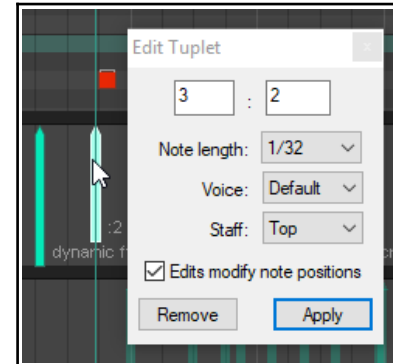 Edit Tuplet
x
3 : 2
Note length: 1/32
Voice: Default
Staff: Top
Edits modify note positions
Remove Apply
:2
dynamic f